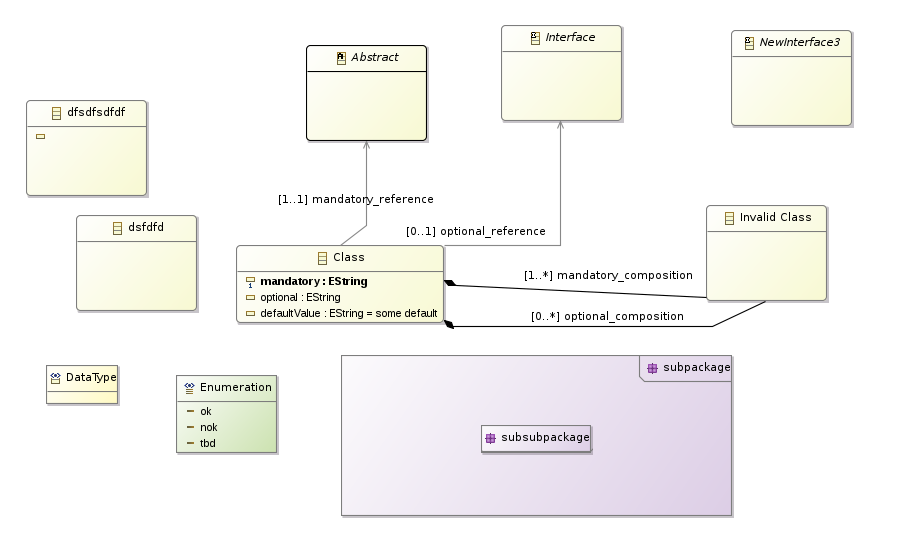 Interface
NewInterface3
Abstract
dfsdfsdfdf
[1..1] mandatory_reference
dsfdfd
[0..1] optional_reference
Invalid Class
Class
mandatory : EString
optional : EString
defaultValue : EString = some default
[1..*] mandatory_composition
[0..*] optional_composition
DataType
Enumeration
ok
nok
tbd
subpackage
subsubpackage